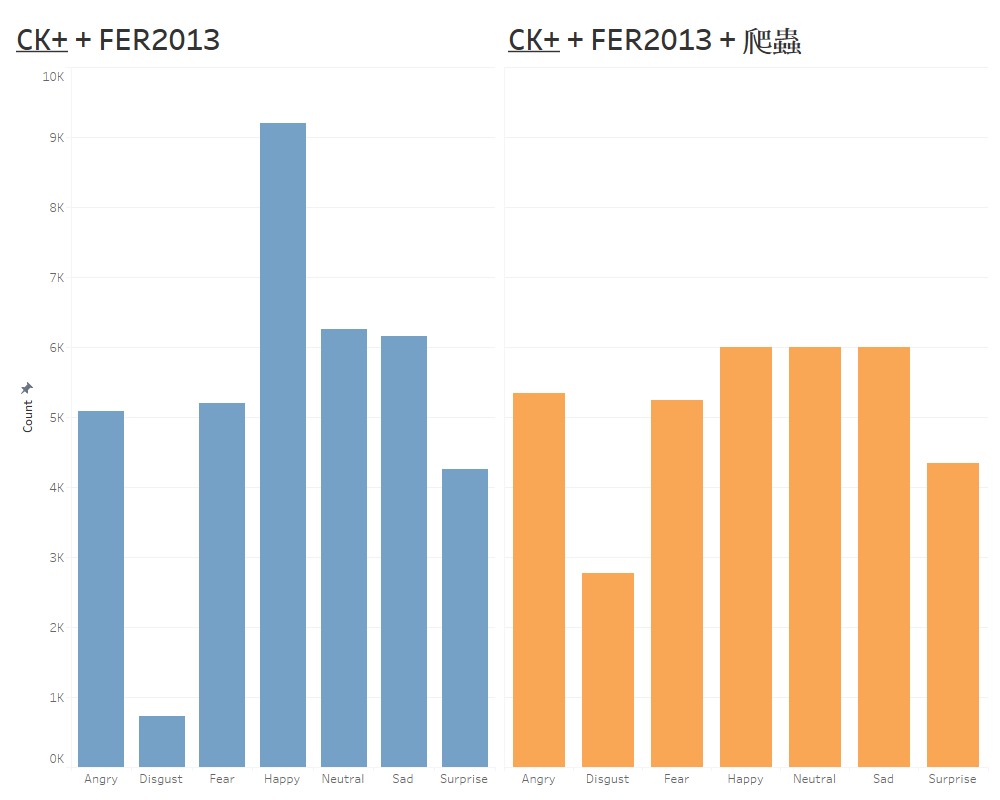 CK+ + FER2013
CK+ + FER2013 + 爬蟲
10K
9K
8K
7K
6K
5K
4K
3K
2K
1K
0K
Count
Angry Disgust Fear Happy Neutral Sad Surprise
Angry Disgust Fear Happy Neutral Sad Surprise